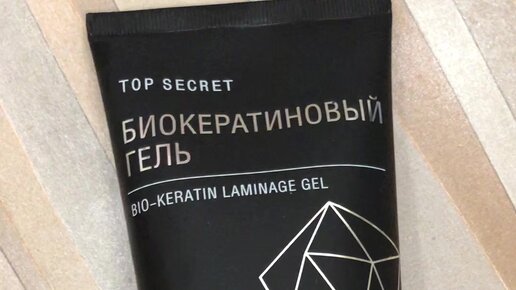 TOP SECRET
БИОКЕРАТИНОВЫЙ
ГЕЛЬ
BIO-KERATIN LAMINAGE GEL